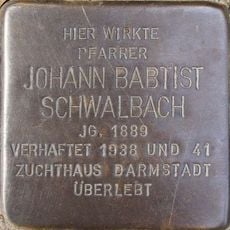 HIER WIRKTE
PFARRER
JOHANN BABTIST
SCHWALBACH
JG. 1889
VERHAFTET 1938 UND 41
ZUCHTHAUS DARMSTADT
ÜBERLEBT